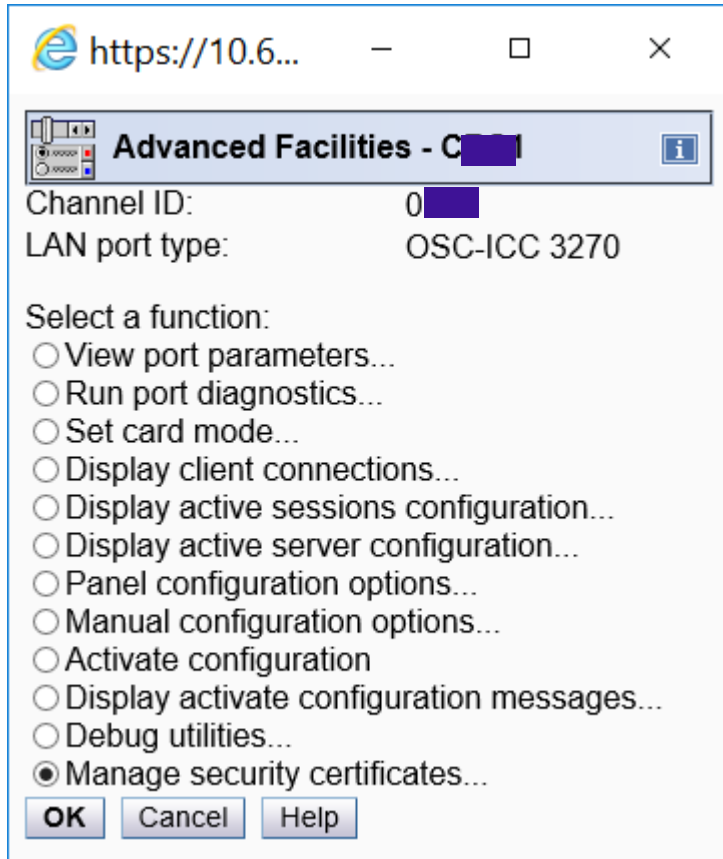 https://10.6...
Advanced Facilities - C
Channel ID: 0
LAN port type: OSC-ICC 3270
Select a function:
View port parameters...
Run port diagnostics...
Set card mode...
Display client connections...
Display active sessions configuration...
Display active server configuration...
Panel configuration options...
Manual configuration options...
Activate configuration
Display activate configuration messages...
Debug utilities...
Manage security certificates...
OK Cancel Help